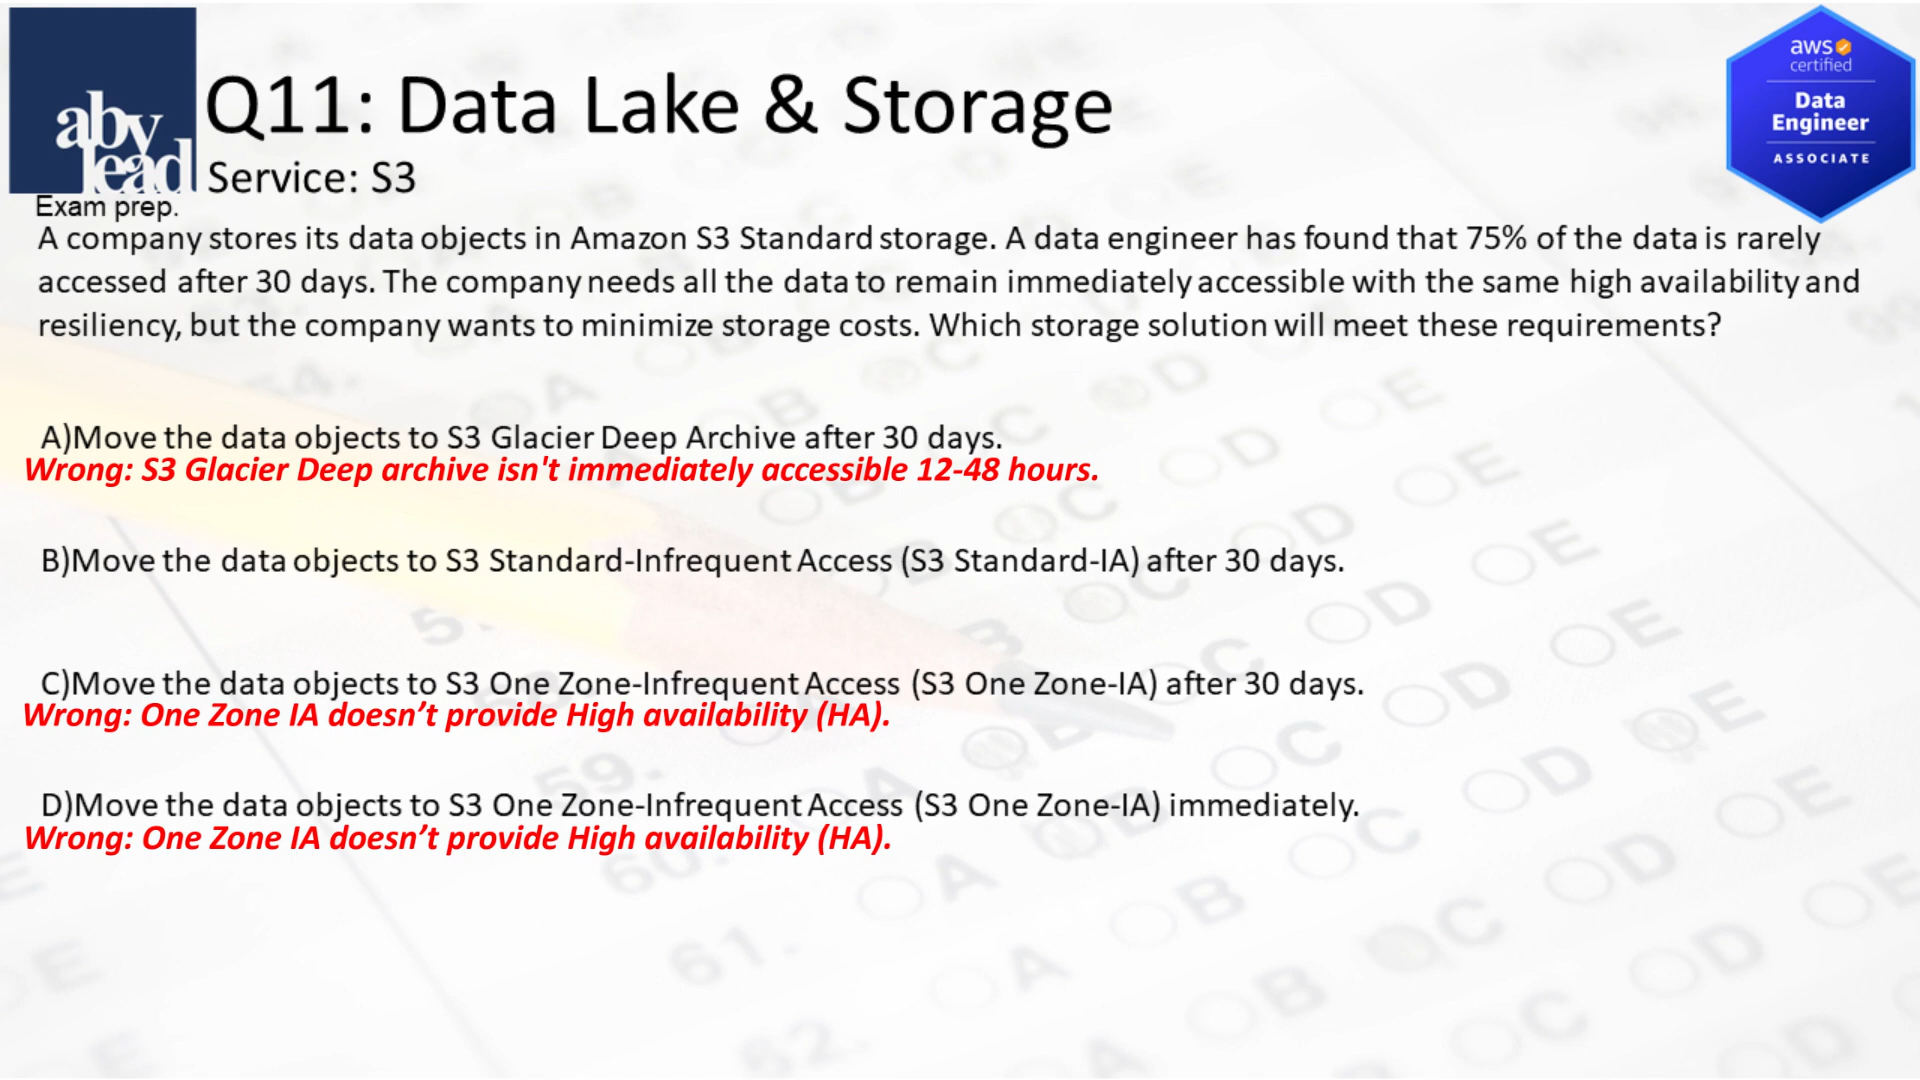 aby
lead
Exam prep.
Q11: Data Lake & Storage
Service: S3
aws
certified
Data
Engineer
ASSOCIATE
A company stores its data objects in Amazon S3 Standard storage. A data engineer has found that 75% of the data is rarely
accessed after 30 days. The company needs all the data to remain immediately accessible with the same high availability and
resiliency, but the company wants to minimize storage costs. Which storage solution will meet these requirements?
A)Move the data objects to S3 Glacier Deep Archive after 30 days.
Wrong: S3 Glacier Deep archive isn't immediately accessible 12-48 hours.
B)Move the data objects to S3 Standard-Infrequent Access (S3 Standard-IA) after 30 days.
C)Move the data objects to S3 One Zone-Infrequent Access (S3 One Zone-IA) after 30 days.
Wrong: One Zone IA doesn’t provide High availability (HA).
D)Move the data objects to S3 One Zone-Infrequent Access (S3 One Zone-IA) immediately.
Wrong: One Zone IA doesn’t provide High availability (HA).